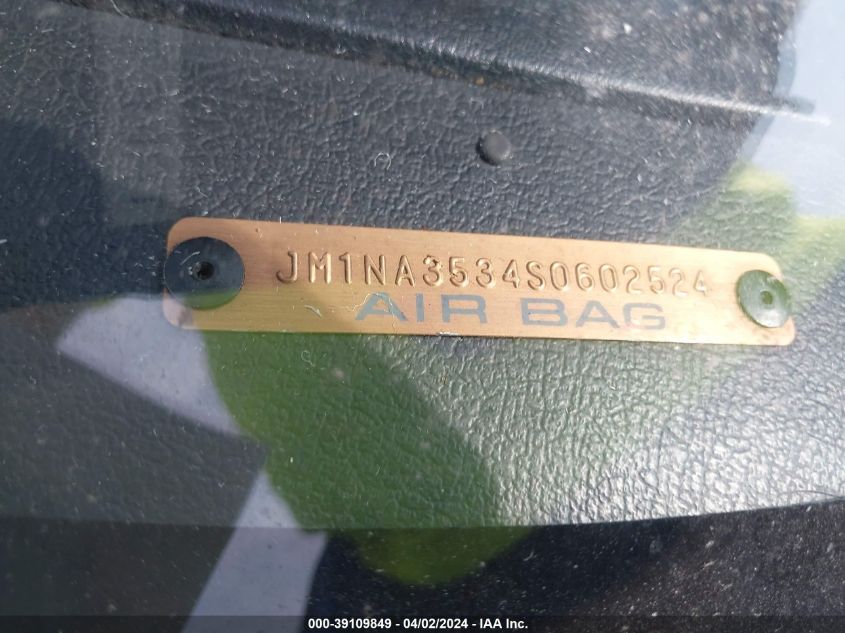 JM1NA3534S0602524
AIR BAG
000-39109849 - 04/02/2024 - IAA Inc.